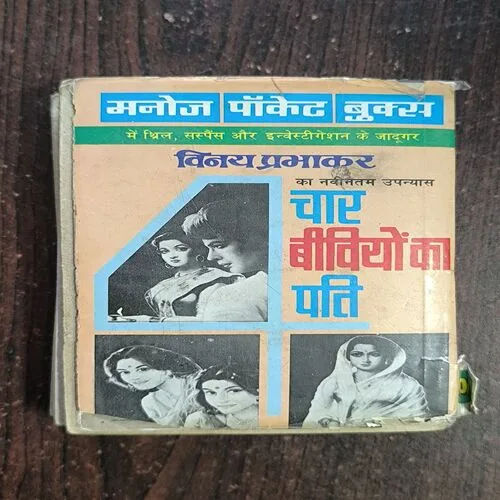 मनोज पॉकेट बुक्स
में थ्रिल, सस्पैंस और इन्वेस्टीगेशन के जादूगर
विनय प्रभाकर
का नवीनतम उपन्यास
4 चार
बीवियों का
पति